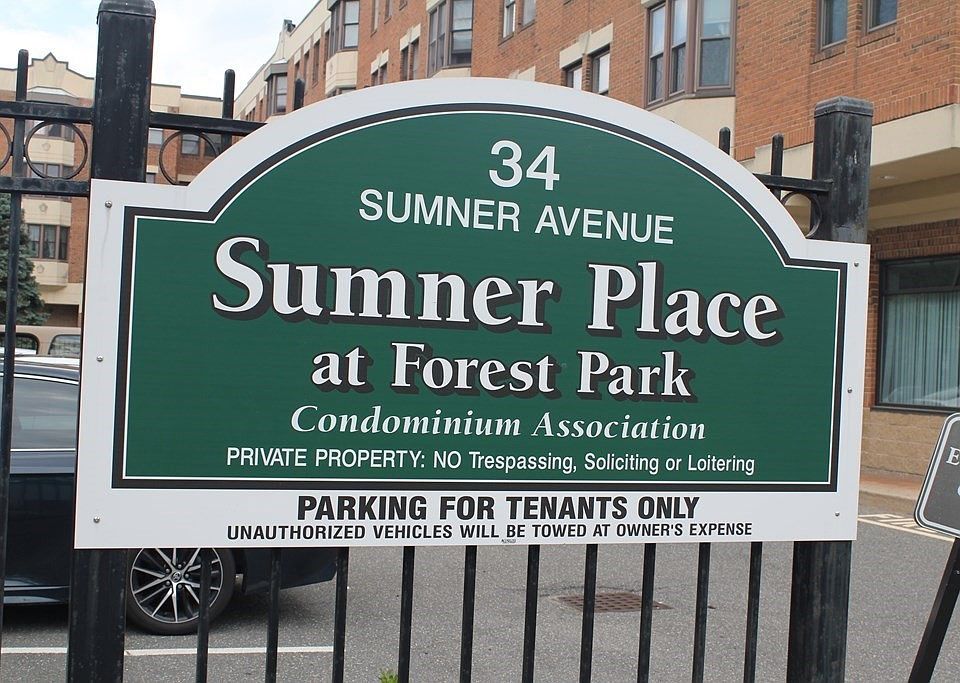 34
SUMNER AVENUE
Sumner Place
at Forest Park
Condominium Association
PRIVATE PROPERTY: NO Trespassing, Soliciting or Loitering
PARKING FOR TENANTS ONLY
UNAUTHORIZED VEHICLES WILL BE TOWED AT OWNER'S EXPENSE